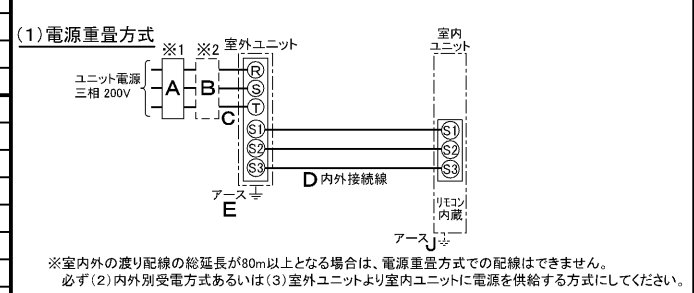 (1)電源重畳方式
※1 ※2 室外ユニット
室内
ユニット
ユニット電源
三相 200V
A
B
C
R
S
T
S1
S2
S3
S1
S2
S3
D 内外接続線
アース
E
リモコン
内蔵
アース J
※室内外の渡り配線の総延長が80m以上となる場合は、電源重畳方式での配線はできません。
必ず(2)内外別受電方式あるいは(3)室外ユニットより室内ユニットに電源を供給する方式にしてください。